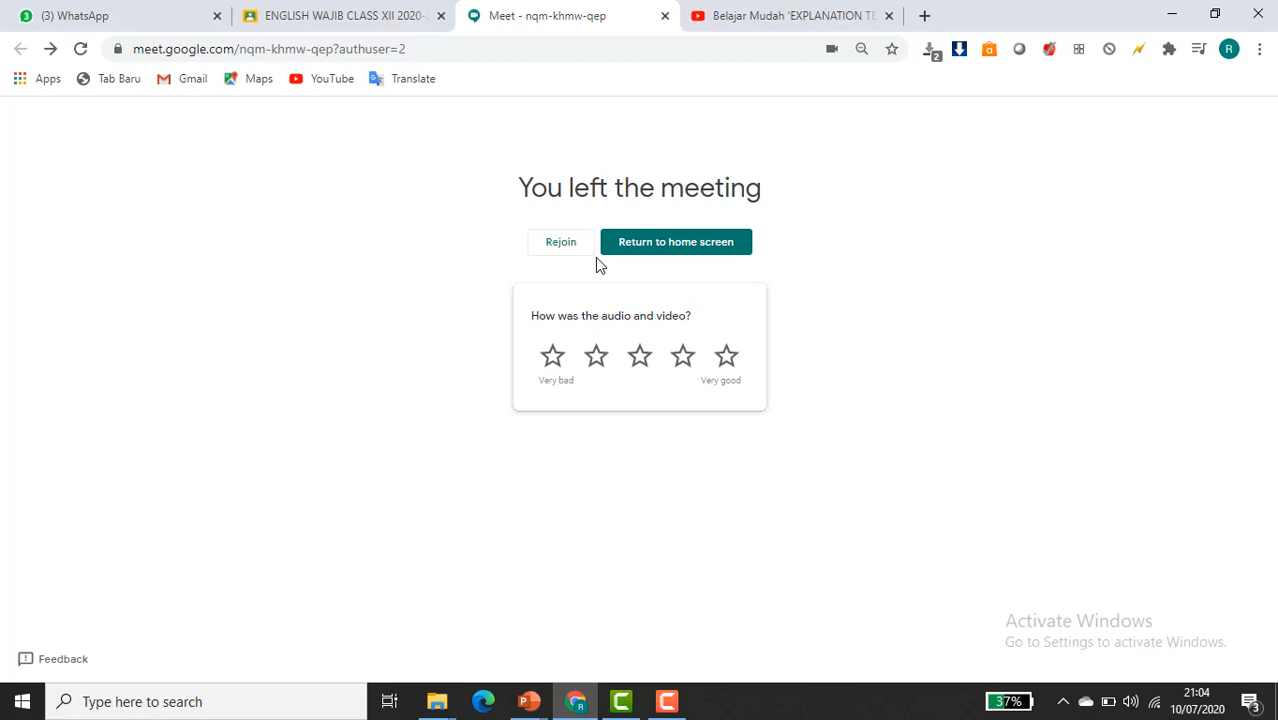 (3) WhatsApp
ENGLISH WAJIB CLASS XII 2020-
Meet - nqm-khmw-qep
Belajar Mudah 'EXPLANATION TE
meet.google.com/nqm-khmw-qep?authuser=2
2
R
Apps
Tab Baru
Gmail
Maps
YouTube
Translate
You left the meeting
Rejoin
Return to home screen
How was the audio and video?
Very bad
Very good
Activate Windows
Go to Settings to activate Windows.
Feedback
Type here to search
37%
21:04
10/07/2020
3